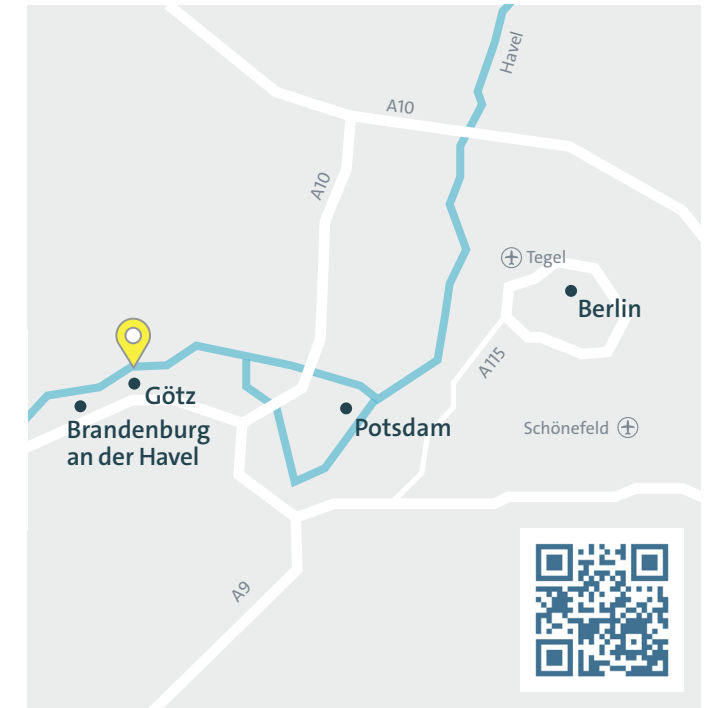 Havel
A10
A10
Tegel
Berlin
A115
Götz
Brandenburg
an der Havel
Potsdam
Schönefeld
A9